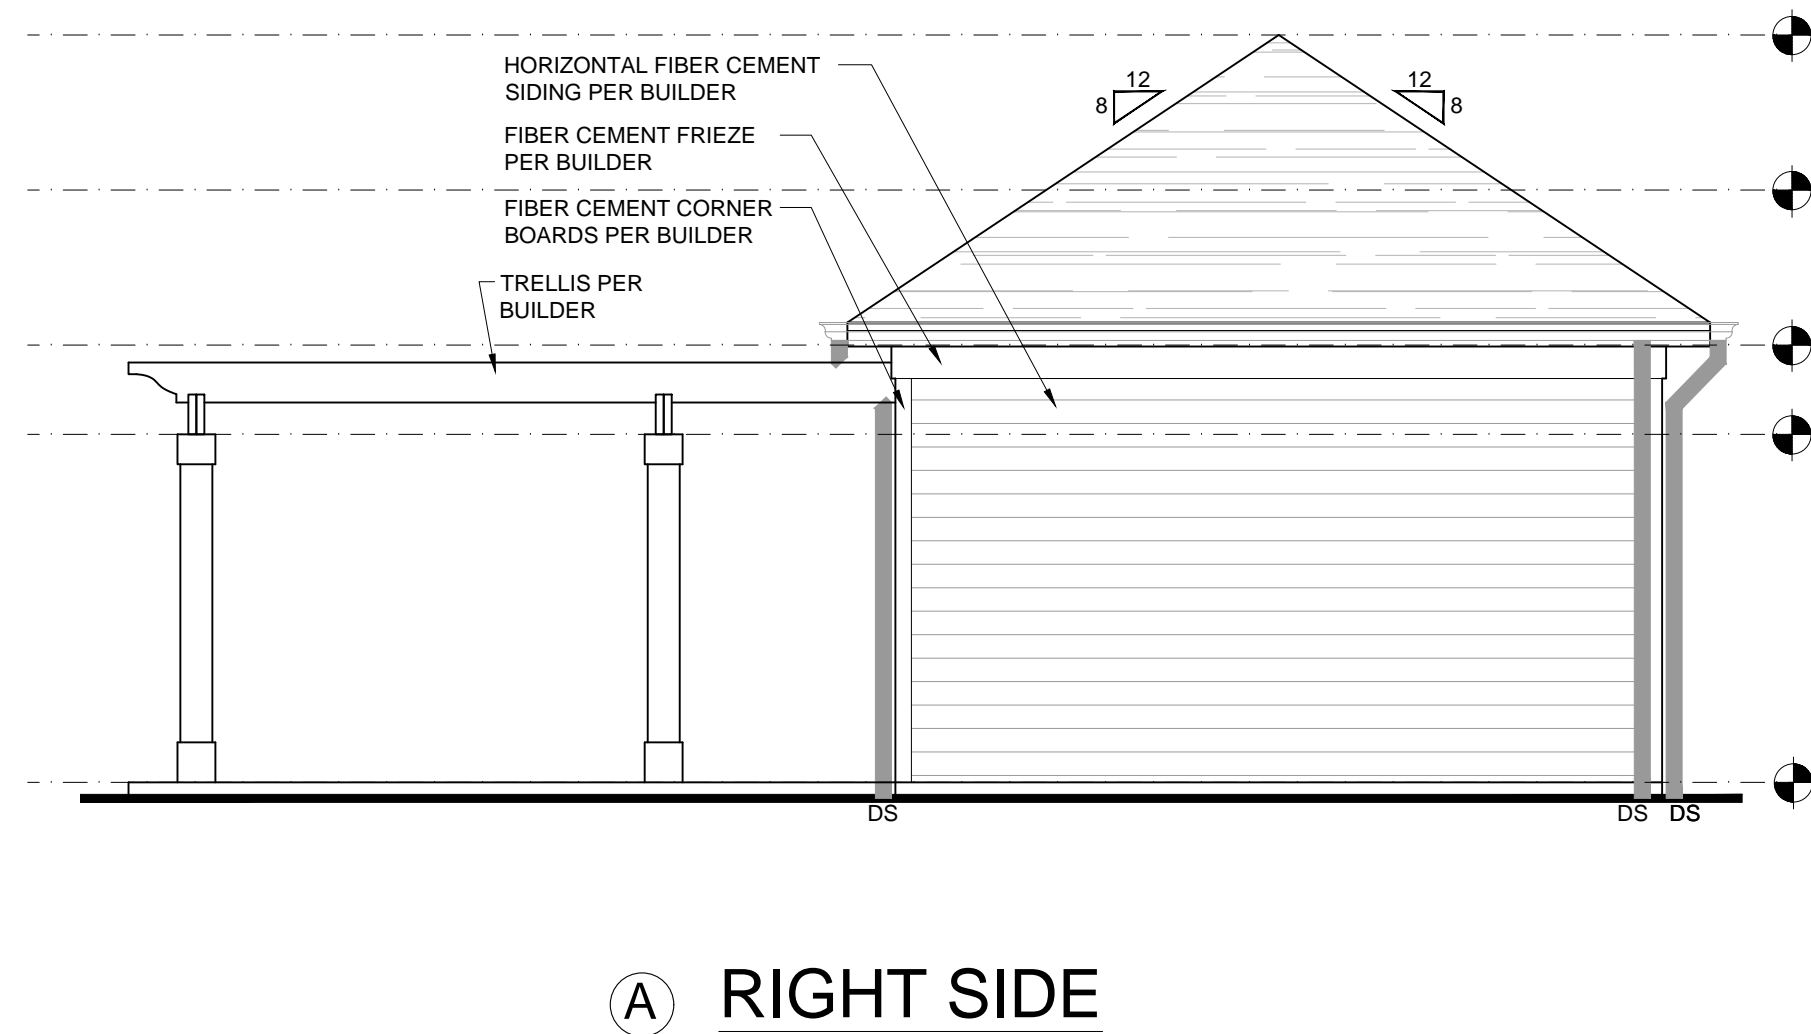 HORIZONTAL FIBER CEMENT
SIDING PER BUILDER
12
8
12
8
FIBER CEMENT FRIEZE
PER BUILDER
FIBER CEMENT CORNER
BOARDS PER BUILDER
TRELLIS PER
BUILDER
DS
DS
DS
A
RIGHT SIDE